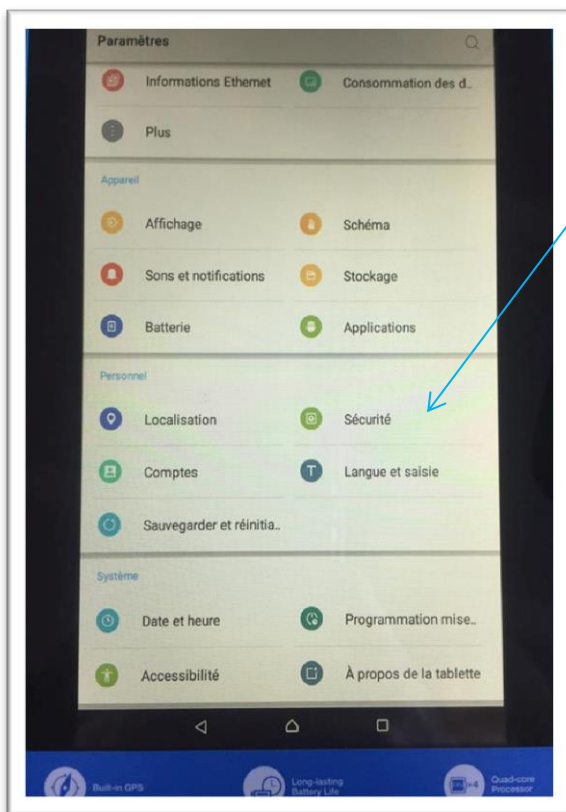 Paramètres
Informations Ethernet
Consommation des d..
Plus
Appareil
Affichage
Schéma
Sons et notifications
Stockage
Batterie
Applications
Personnel
Localisation
Sécurité
Comptes
Langue et saisie
Sauvegarder et réinitia..
Système
Date et heure
Programmation mise..
Accessibilité
À propos de la tablette
Built-in GPS
Long-lasting
Battery Life
Quad-core
Processor